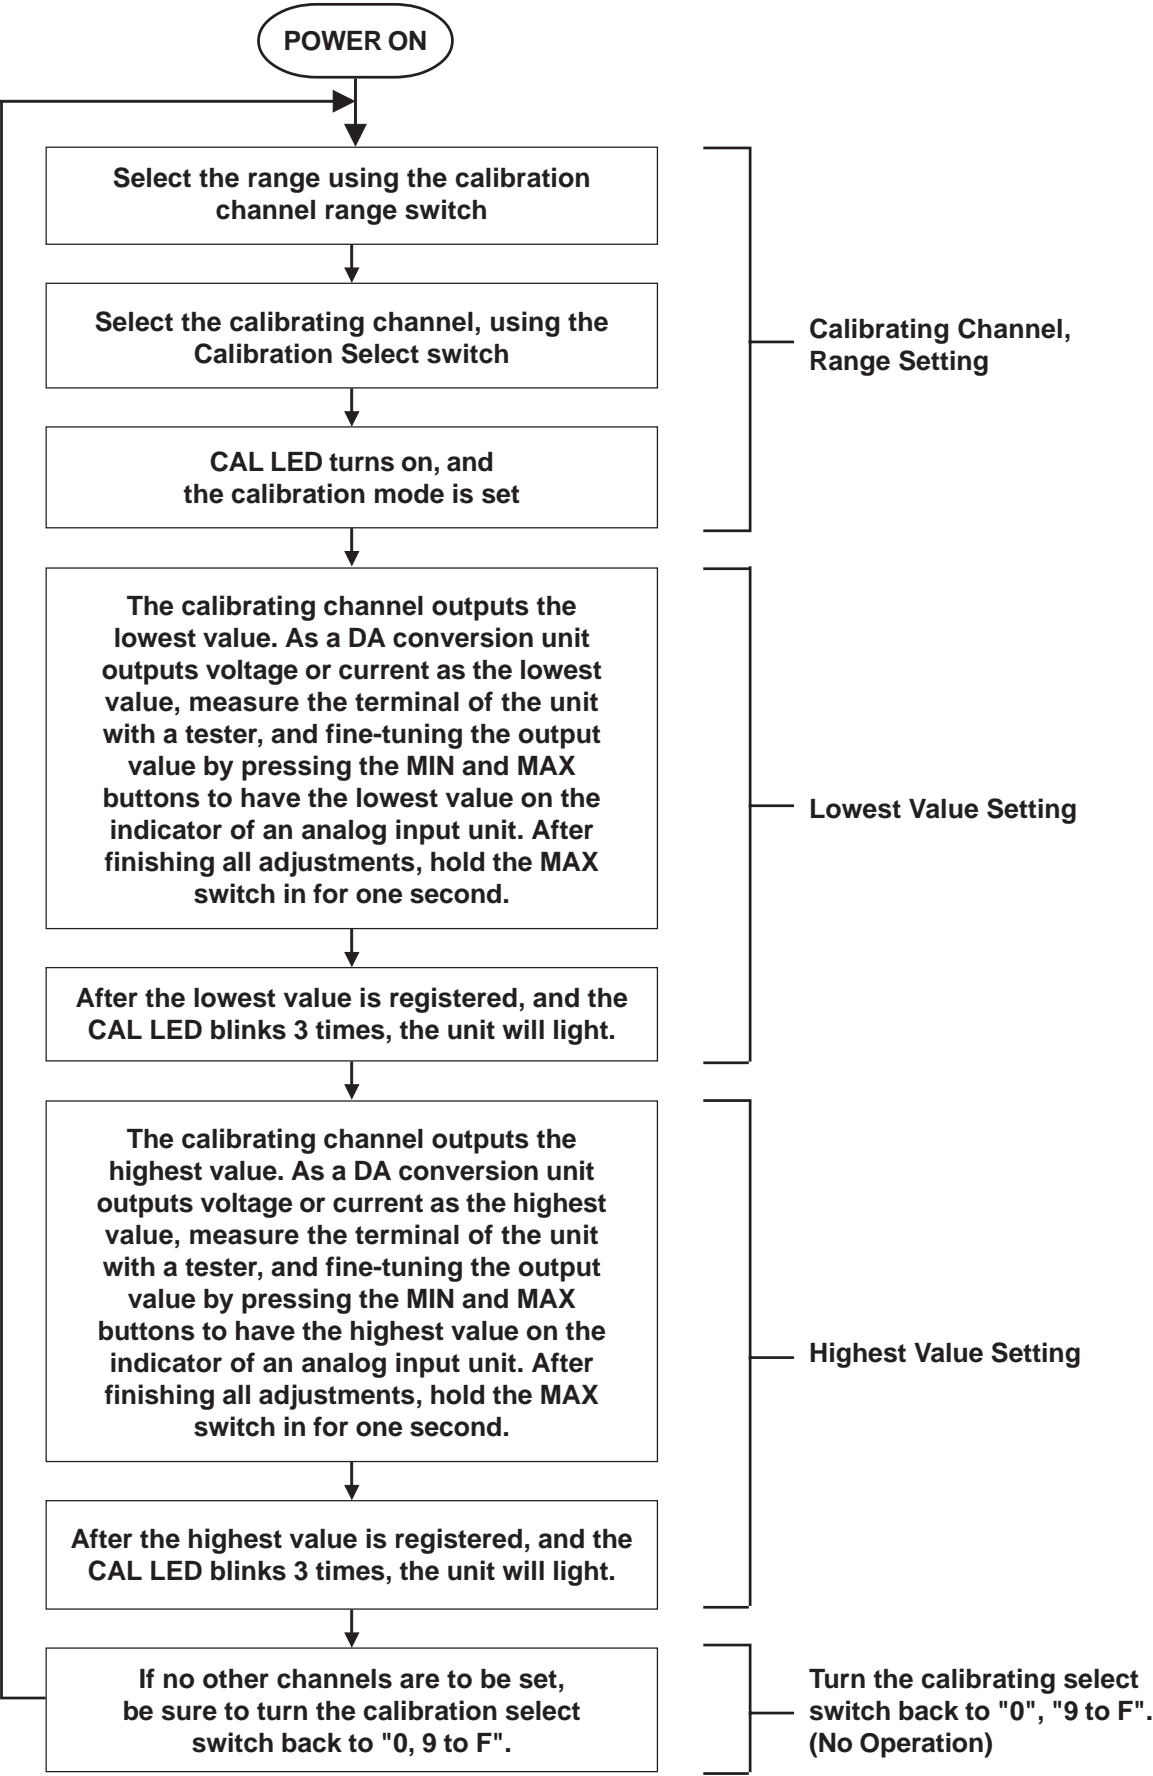 POWER ON
Select the range using the calibration
channel range switch
Select the calibrating channel, using the
Calibration Select switch
CAL LED turns on, and
the calibration mode is set
Calibrating Channel,
Range Setting
The calibrating channel outputs the
lowest value. As a DA conversion unit
outputs voltage or current as the lowest
value, measure the terminal of the unit
with a tester, and fine-tuning the output
value by pressing the MIN and MAX
buttons to have the lowest value on the
indicator of an analog input unit. After
finishing all adjustments, hold the MAX
switch in for one second.
After the lowest value is registered, and the
CAL LED blinks 3 times, the unit will light.
Lowest Value Setting
The calibrating channel outputs the
highest value. As a DA conversion unit
outputs voltage or current as the highest
value, measure the terminal of the unit
with a tester, and fine-tuning the output
value by pressing the MIN and MAX
buttons to have the highest value on the
indicator of an analog input unit. After
finishing all adjustments, hold the MAX
switch in for one second.
After the highest value is registered, and the
CAL LED blinks 3 times, the unit will light.
Highest Value Setting
If no other channels are to be set,
be sure to turn the calibration select
switch back to "0, 9 to F".
Turn the calibrating select
switch back to "0", "9 to F".
(No Operation)